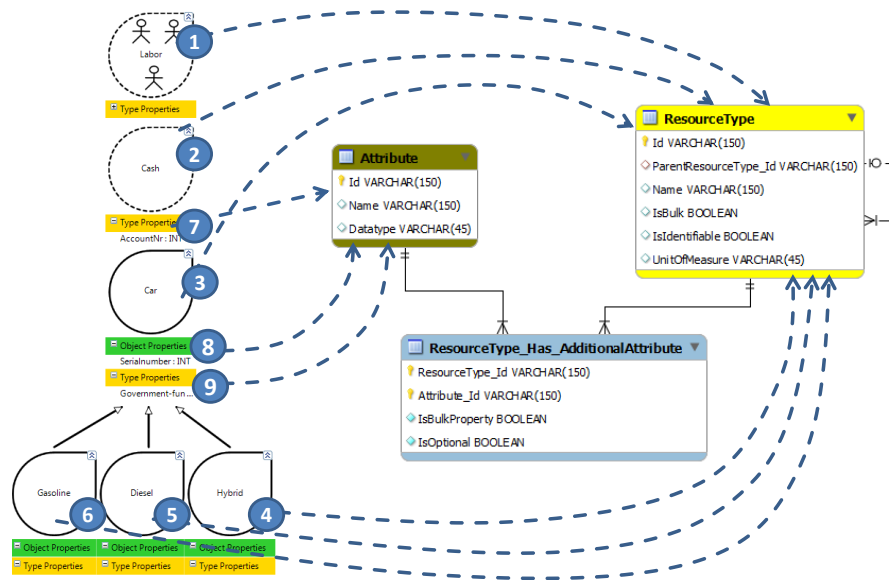 Labor
1
Type Properties
Cash
2
Type Properties
7
AccountNr : INT
Car
3
Object Properties
8
Serialnumber : INT
Type Properties
9
Government-fun...
Gasoline
6
Diesel
5
Hybrid
4
Object Properties
Object Properties
Object Properties
Type Properties
Type Properties
Type Properties
Attribute
Id VARCHAR(150)
Name VARCHAR(150)
Datatype VARCHAR(45)
ResourceType
Id VARCHAR(150)
ParentResourceType_Id VARCHAR(150)
Name VARCHAR(150)
IsBulk BOOLEAN
IsIdentifiable BOOLEAN
UnitOfMeasure VARCHAR(45)
ResourceType_Has_AdditionalAttribute
ResourceType_Id VARCHAR(150)
Attribute_Id VARCHAR(150)
IsBulkProperty BOOLEAN
IsOptional BOOLEAN